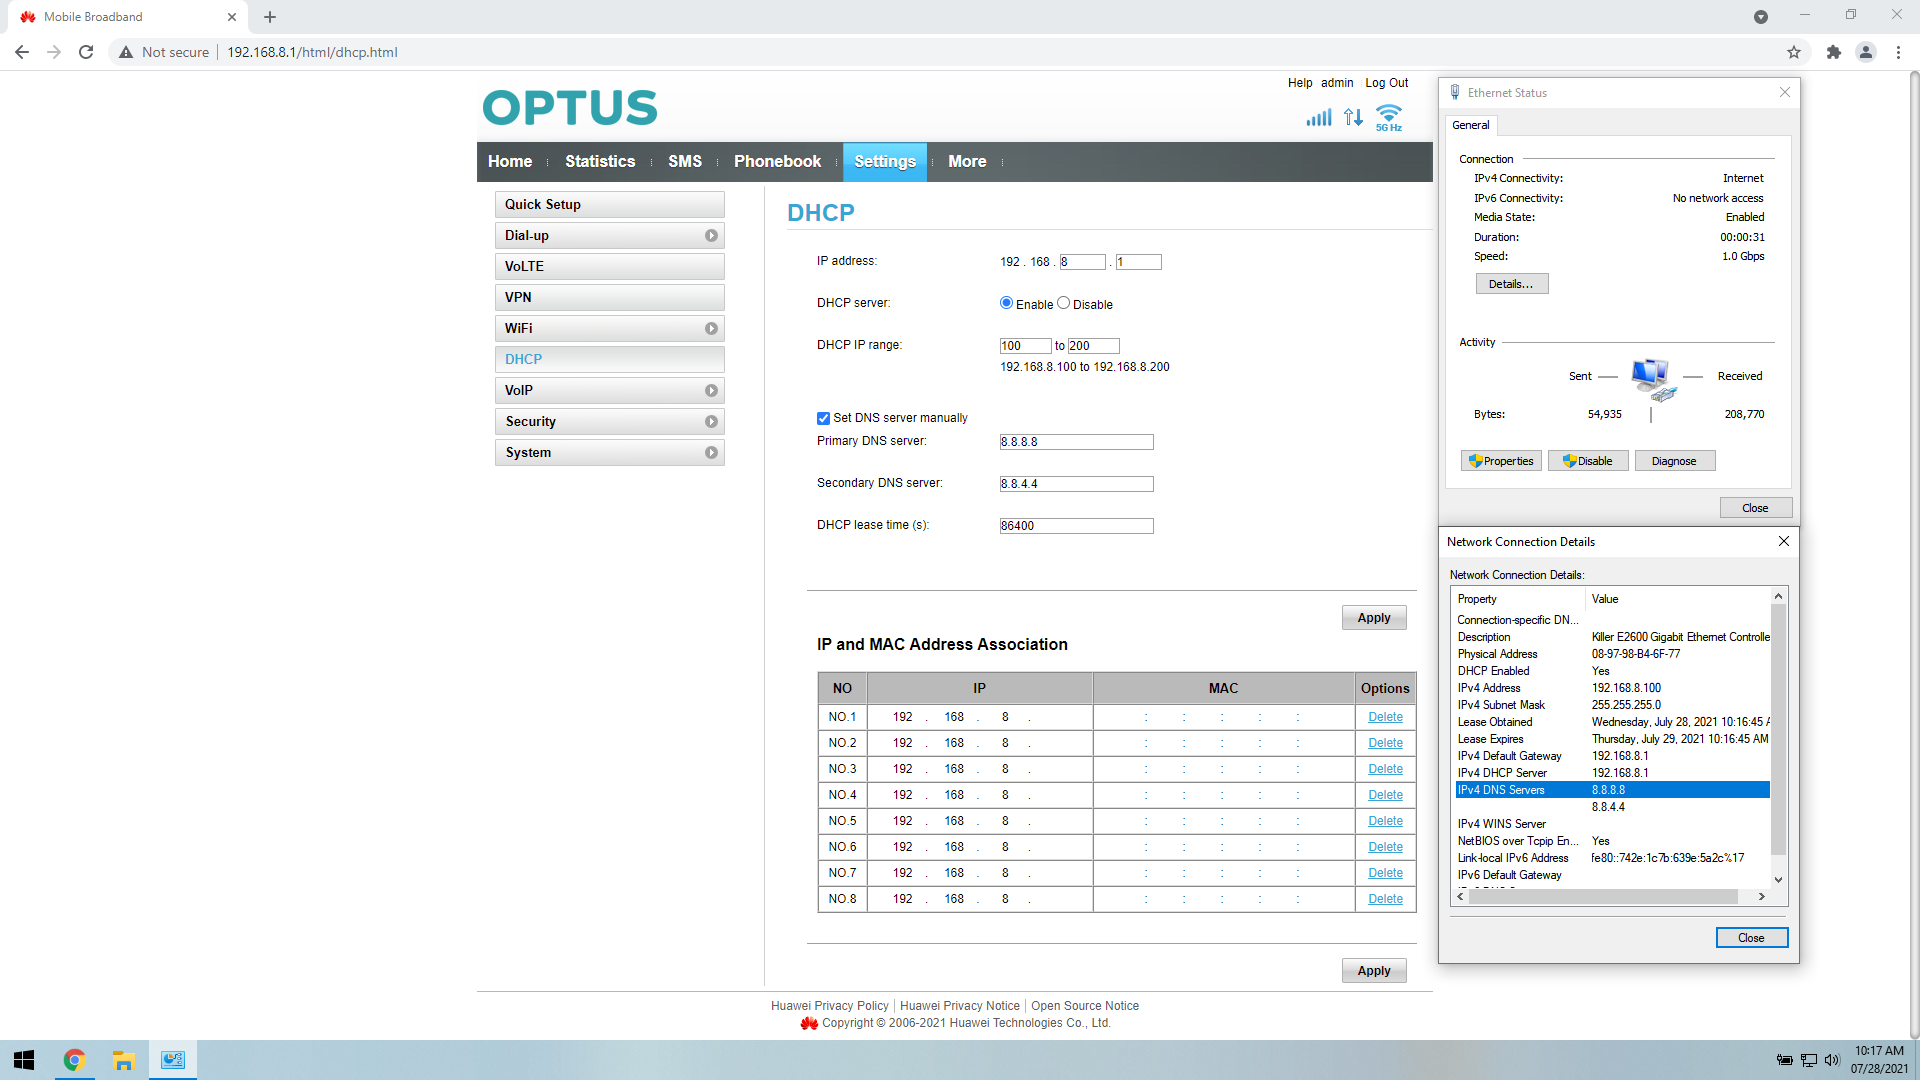 Mobile Broadband
Not secure
192.168.8.1/html/dhcp.html
Help admin Log Out
OPTUS
5G Hz
Home Statistics SMS Phonebook Settings More
Quick Setup
Dial-up
VoLTE
VPN
WiFi
DHCP
VoIP
Security
System
DHCP
IP address: 192 . 168 . 8 . 1
DHCP server: Enable Disable
DHCP IP range: 100 to 200
192.168.8.100 to 192.168.8.200
Set DNS server manually
Primary DNS server: 8.8.8.8
Secondary DNS server: 8.8.4.4
DHCP lease time (s): 86400
Apply
IP and MAC Address Association
NO IP MAC Options
NO.1 192 . 168 . 8 . : : : : : Delete
NO.2 192 . 168 . 8 . : : : : : Delete
NO.3 192 . 168 . 8 . : : : : : Delete
NO.4 192 . 168 . 8 . : : : : : Delete
NO.5 192 . 168 . 8 . : : : : : Delete
NO.6 192 . 168 . 8 . : : : : : Delete
NO.7 192 . 168 . 8 . : : : : : Delete
NO.8 192 . 168 . 8 . : : : : : Delete
Apply
Huawei Privacy Policy | Huawei Privacy Notice | Open Source Notice
Copyright © 2006-2021 Huawei Technologies Co., Ltd.
Ethernet Status
General
Connection
IPv4 Connectivity: Internet
IPv6 Connectivity: No network access
Media State: Enabled
Duration: 00:00:31
Speed: 1.0 Gbps
Details...
Activity
Sent Received
Bytes: 54,935 208,770
Properties Disable Diagnose
Close
Network Connection Details
Network Connection Details:
Property Value
Connection-specific DN...
Description Killer E2600 Gigabit Ethernet Controlle
Physical Address 08-97-98-B4-6F-77
DHCP Enabled Yes
IPv4 Address 192.168.8.100
IPv4 Subnet Mask 255.255.255.0
Lease Obtained Wednesday, July 28, 2021 10:16:45 A
Lease Expires Thursday, July 29, 2021 10:16:45 AM
IPv4 Default Gateway 192.168.8.1
IPv4 DHCP Server 192.168.8.1
IPv4 DNS Servers 8.8.8.8
8.8.4.4
IPv4 WINS Server
NetBIOS over Tcpip En... Yes
Link-local IPv6 Address fe80::742e:1c7b:639e:5a2c%17
IPv6 Default Gateway
Close
10:17 AM
07/28/2021